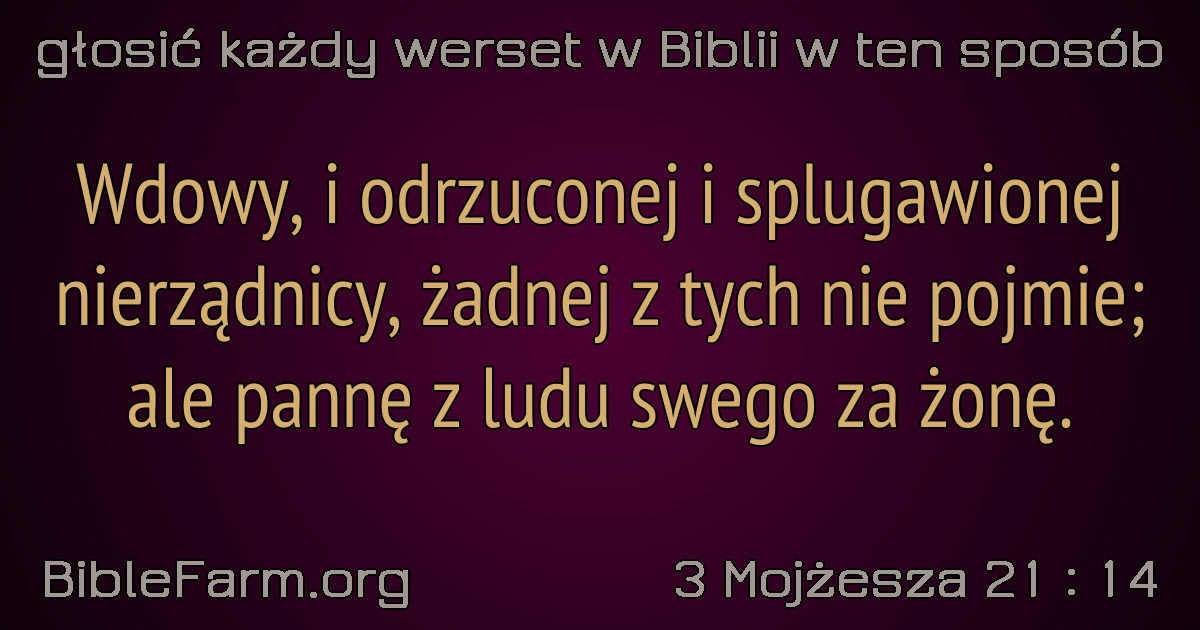 głosić każdy werset w Biblii w ten sposób
Wdowy, i odrzuconej i splugawionej
nierządnicy, żadnej z tych nie pojmie;
ale pannę z ludu swego za żonę.
BibleFarm.org
3 Mojżesza 21 : 14